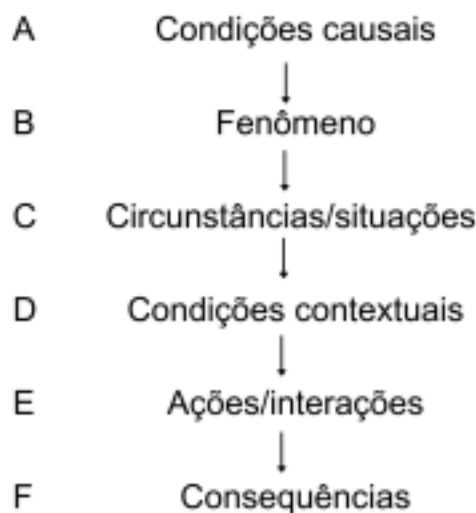 A Condições causais
B Fenômeno
C Circunstâncias/situações
D Condições contextuais
E Ações/interações
F Consequências